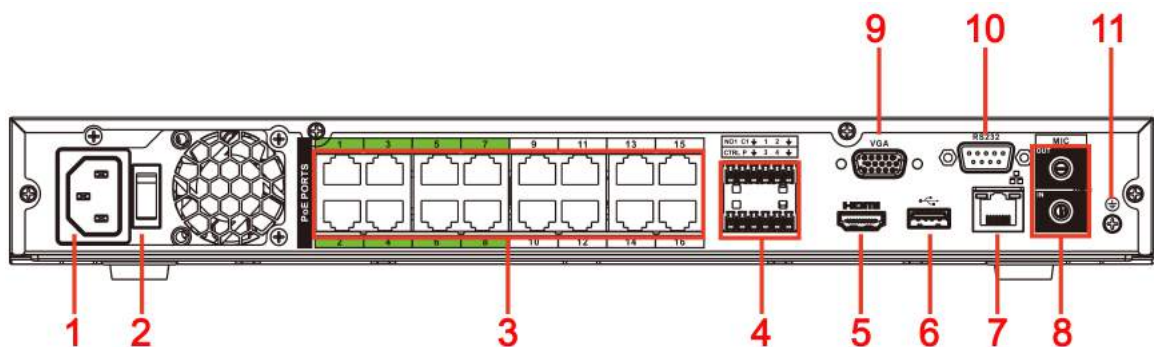 9 10 11
RS232
MIC
1 3 5 7 9 11 13 15
NO1 C1 1 2
CTRL P 3 4
VGA
OUT
PoE PORTS
HDMI
IN
2 4 6 8 10 12 14 16
1 2 3 4 5 6 7 8